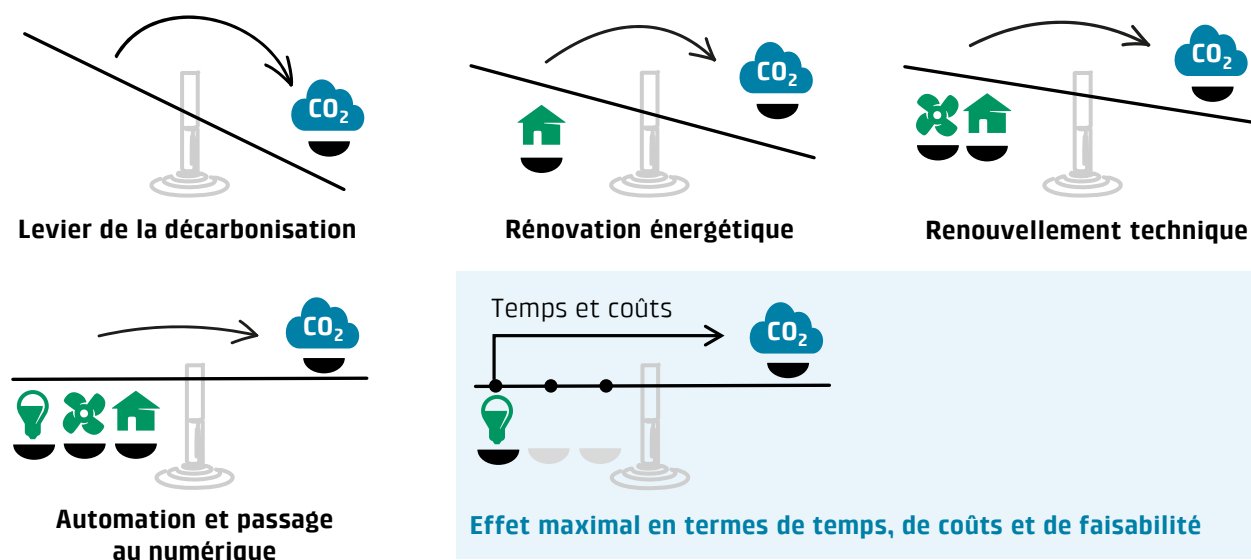 CO₂
Levier de la décarbonisation
CO₂
Rénovation énergétique
CO₂
Renouvellement technique
CO₂
Automation et passage
au numérique
Temps et coûts
CO₂
Effet maximal en termes de temps, de coûts et de faisabilité